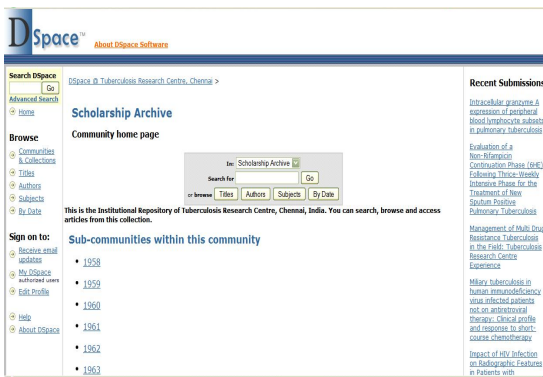 DSpace™
About DSpace Software
Search DSpace
Go
Advanced Search
Home
Browse
Communities
& Collections
Titles
Authors
Subjects
By Date
Sign on to:
Receive email
updates
My DSpace
authorized users
Edit Profile
Help
About DSpace
DSpace @ Tuberculosis Research Centre, Chennai >
Scholarship Archive
Community home page
In: Scholarship Archive
Search for Go
or browse Titles Authors Subjects By Date
This is the Institutional Repository of Tuberculosis Research Centre, Chennai, India. You can search, browse and access
articles from this collection.
Sub-communities within this community
• 1958
• 1959
• 1960
• 1961
• 1962
• 1963
Recent Submissions
Intracellular granzyme A
expression of peripheral
blood lymphocyte subsets
in pulmonary tuberculosis
Evaluation of a
Non-Rifampicin
Continuation Phase (6HE)
Following Thrice-Weekly
Intensive Phase for the
Treatment of New
Sputum Positive
Pulmonary Tuberculosis
Management of Multi Drug
Resistance Tuberculosis
in the Field: Tuberculosis
Research Centre
Experience
Miliary tuberculosis in
human immunodeficiency
virus infected patients
not on antiretroviral
therapy: Clinical profile
and response to short-
course chemotherapy
Impact of HIV Infection
on Radiographic Features
in Patients with